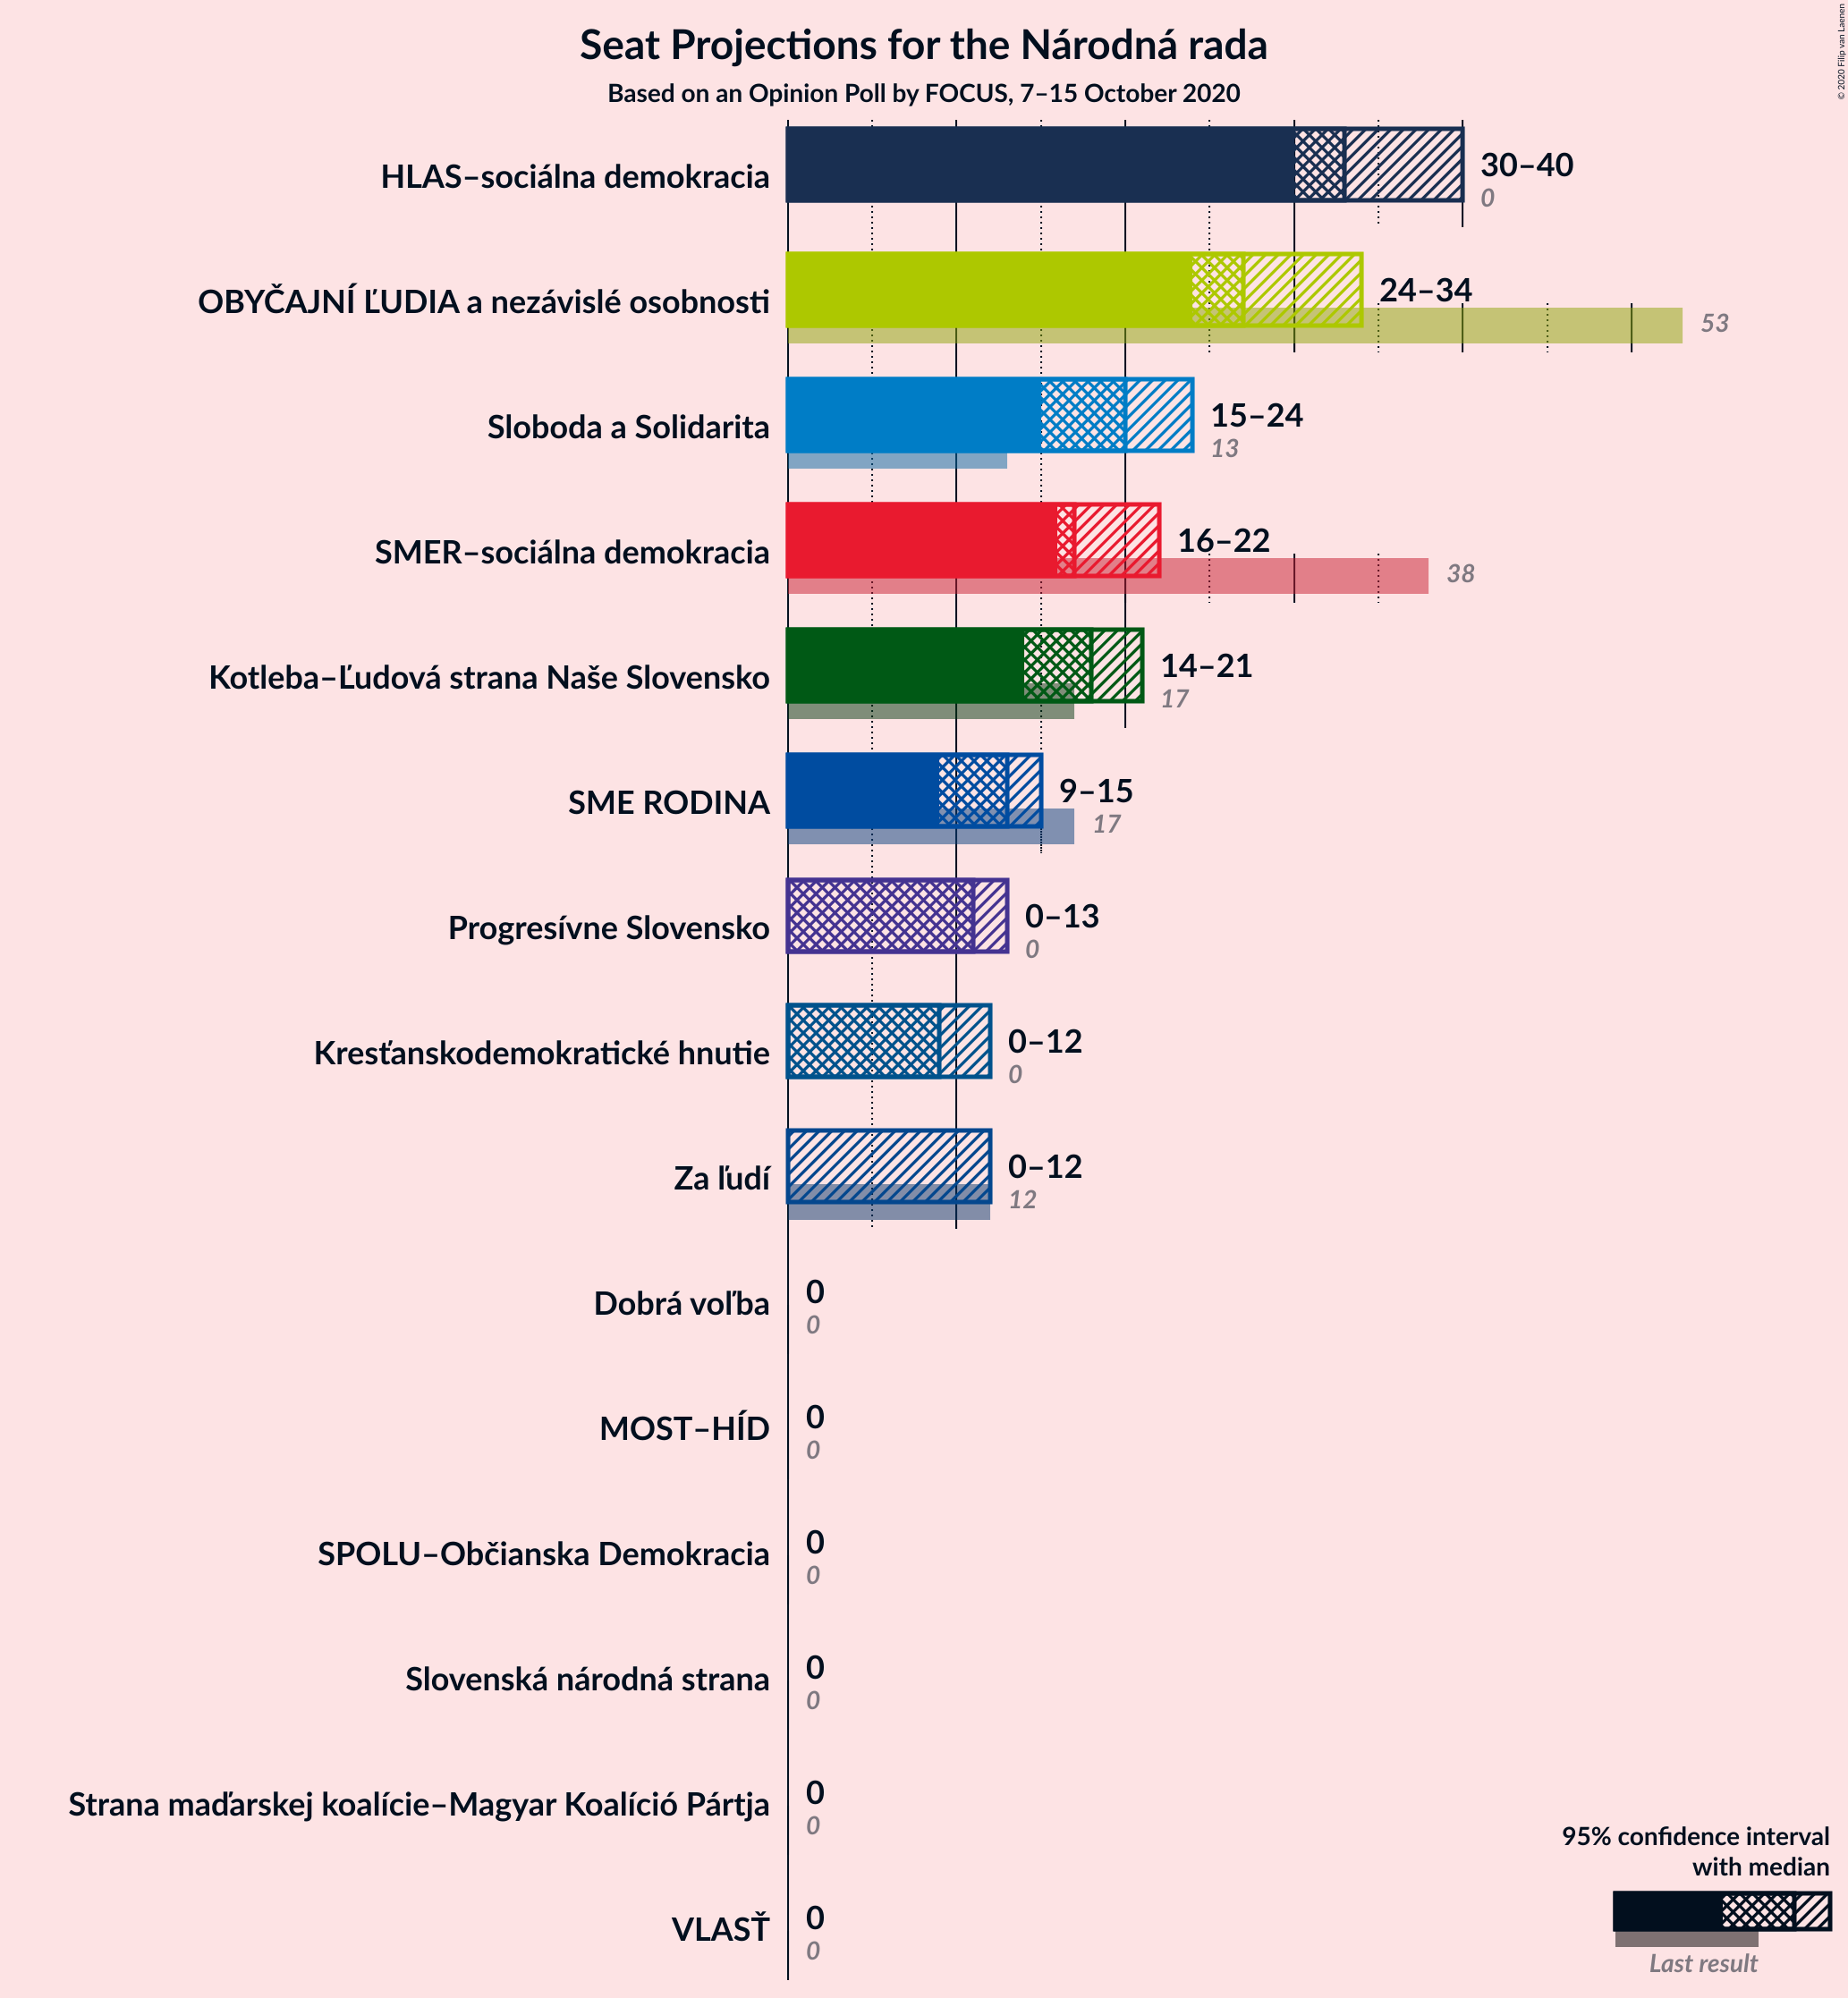 Seat Projections for the Národná rada
Based on an Opinion Poll by FOCUS, 7–15 October 2020
© 2020 Filip van Laenen
HLAS–sociálna demokracia
30–40
0
OBYČAJNÍ ĽUDIA a nezávislé osobnosti
24–34
53
Sloboda a Solidarita
15–24
13
SMER–sociálna demokracia
16–22
38
Kotleba–Ľudová strana Naše Slovensko
14–21
17
SME RODINA
9–15
17
Progresívne Slovensko
0–13
0
Kresťanskodemokratické hnutie
0–12
0
Za ľudí
0–12
12
Dobrá voľba
0
0
MOST–HÍD
0
0
SPOLU–Občianska Demokracia
0
0
Slovenská národná strana
0
0
Strana maďarskej koalície–Magyar Koalíció Pártja
0
0
VLASŤ
0
0
95% confidence interval
with median
Last result